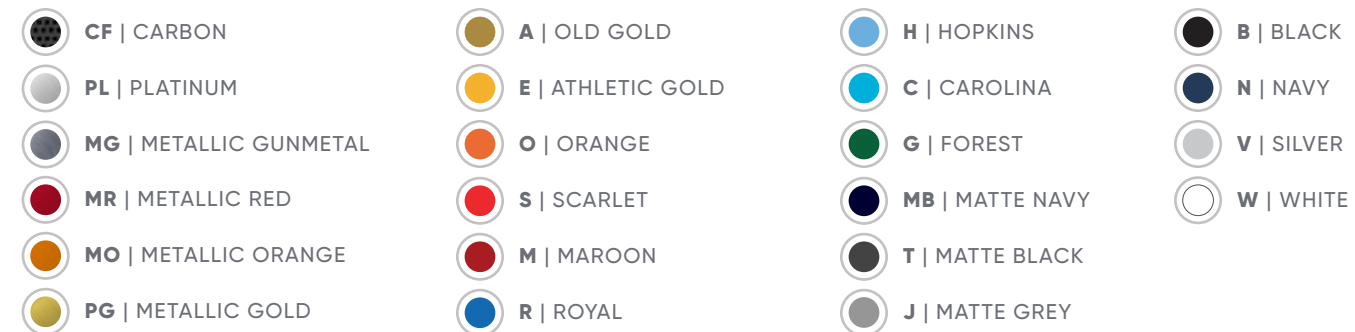 CF | CARBON
PL | PLATINUM
MG | METALLIC GUNMETAL
MR | METALLIC RED
MO | METALLIC ORANGE
PG | METALLIC GOLD
A | OLD GOLD
E | ATHLETIC GOLD
O | ORANGE
S | SCARLET
M | MAROON
R | ROYAL
H | HOPKINS
C | CAROLINA
G | FOREST
MB | MATTE NAVY
T | MATTE BLACK
J | MATTE GREY
B | BLACK
N | NAVY
V | SILVER
W | WHITE